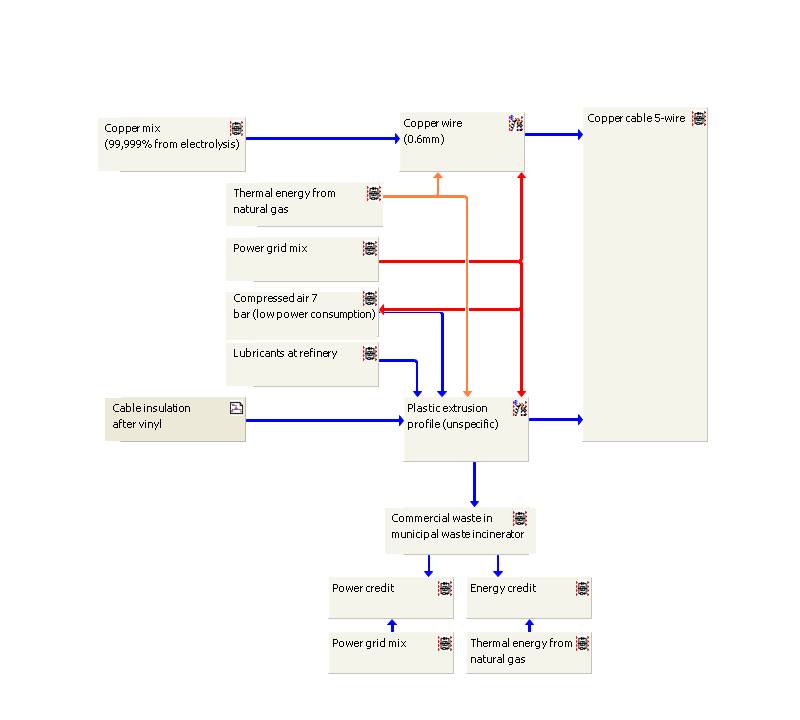 Copper mix
(99,999% from electrolysis)
Copper wire
(0.6mm)
Copper cable 5-wire
Thermal energy from
natural gas
Power grid mix
Compressed air 7
bar (low power consumption)
Lubricants at refinery
Cable insulation
after vinyl
Plastic extrusion
profile (unspecific)
Commercial waste in
municipal waste incinerator
Power credit
Energy credit
Power grid mix
Thermal energy from
natural gas